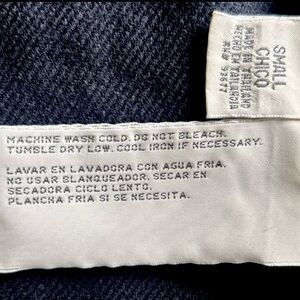 SMALL
CHICO
MADE IN THAILAND
HECHO EN TAILANDIA
RN# 93677
MACHINE WASH COLD. DO NOT BLEACH.
TUMBLE DRY LOW. COOL IRON IF NECESSARY.
LAVAR EN LAVADORA CON AGUA FRIA.
NO USAR BLANQUEADOR. SECAR EN
SECADORA CICLO LENTO.
PLANCHA FRIA SI SE NECESITA.